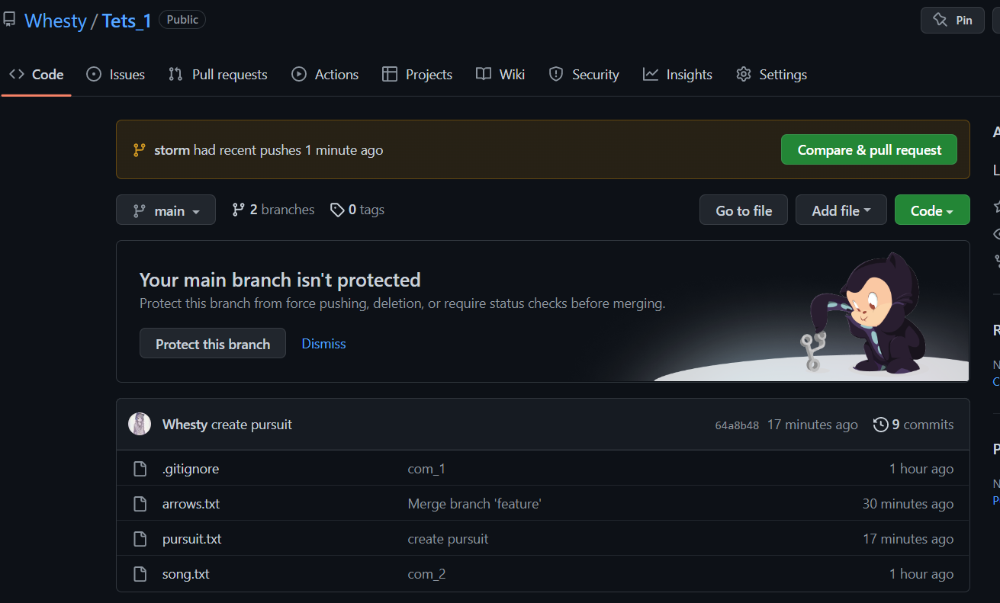 Whesty / Tets_1 Public Pin
Code Issues Pull requests Actions Projects Wiki Security Insights Settings
storm had recent pushes 1 minute ago Compare & pull request
main 2 branches 0 tags Go to file Add file Code
Your main branch isn't protected
Protect this branch from force pushing, deletion, or require status checks before merging.
Protect this branch Dismiss
Whesty create pursuit 64a8b48 17 minutes ago 9 commits
.gitignore com_1 1 hour ago
arrows.txt Merge branch 'feature' 30 minutes ago
pursuit.txt create pursuit 17 minutes ago
song.txt com_2 1 hour ago